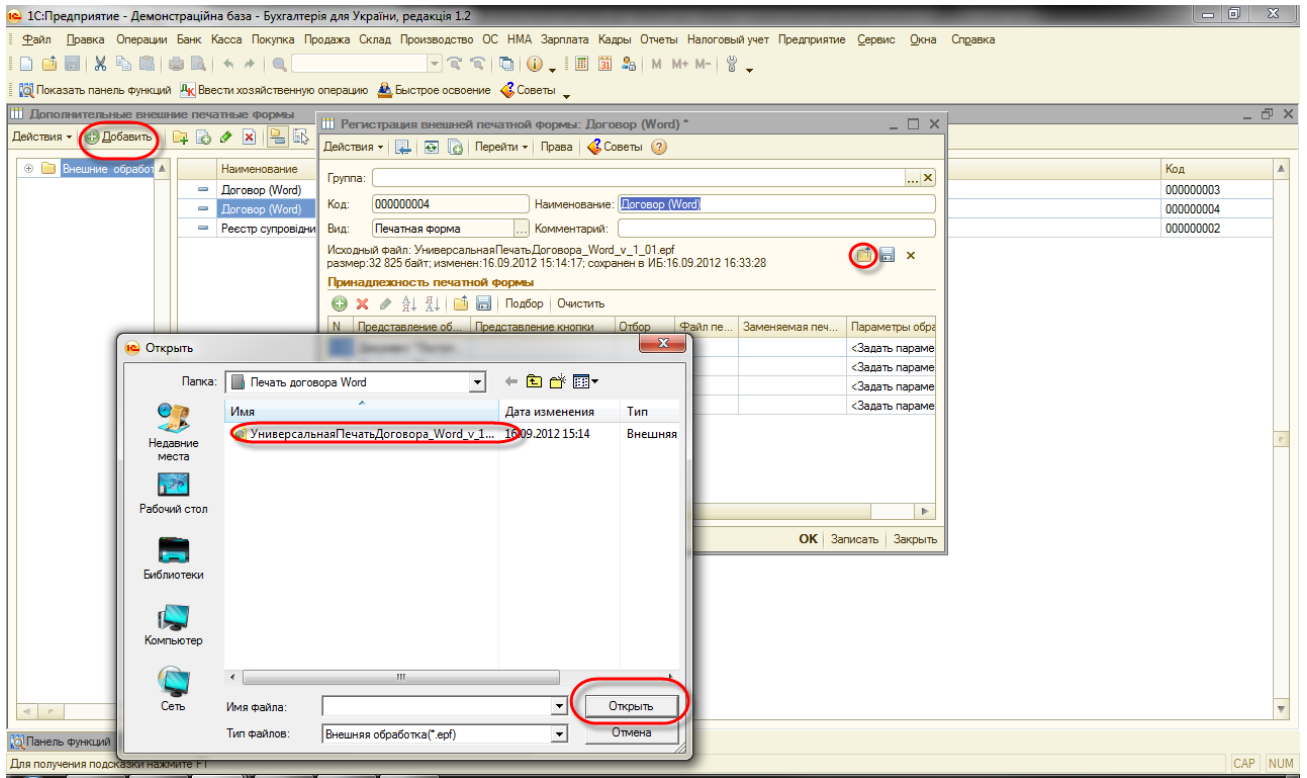 1С:Предприятие - Демонстраційна база - Бухгалтерія для України, редакція 1.2
Файл Правка Операции Банк Касса Покупка Продажа Склад Производство ОС НМА Зарплата Кадры Отчеты Налоговый учет Предприятие Сервис Окна Справка
M M+ M-
Показать панель функций Ввести хозяйственную операцию Быстрое освоение Советы
Дополнительные внешние печатные формы
Действия Добавить
Внешние обработ
Наименование Код
Договор (Word) 000000003
Договор (Word) 000000004
Реєстр супровідни 000000002
Регистрация внешней печатной формы: Договор (Word) *
Действия Перейти Права Советы
Группа:
Код: 000000004 Наименование: Договор (Word)
Вид: Печатная форма Комментарий:
Исходный файл: УниверсальнаяПечатьДоговора_Word_v_1_01.epf
размер:32 825 байт; изменен:16.09.2012 15:14:17; сохранен в ИБ:16.09.2012 16:33:28
Принадлежность печатной формы
Подбор Очистить
N Представление об... Представление кнопки Отбор Файл пе... Заменяемая печ... Параметры обра
<Задать параме
<Задать параме
<Задать параме
<Задать параме
OK Записать Закрыть
Открыть
Папка: Печать договора Word
Имя Дата изменения Тип
УниверсальнаяПечатьДоговора_Word_v_1... 16.09.2012 15:14 Внешняя
Недавние
места
Рабочий стол
Библиотеки
Компьютер
Сеть
Имя файла: Открыть
Тип файлов: Внешняя обработка(*.epf) Отмена
Панель функций
Для получения подсказки нажмите F1
CAP NUM